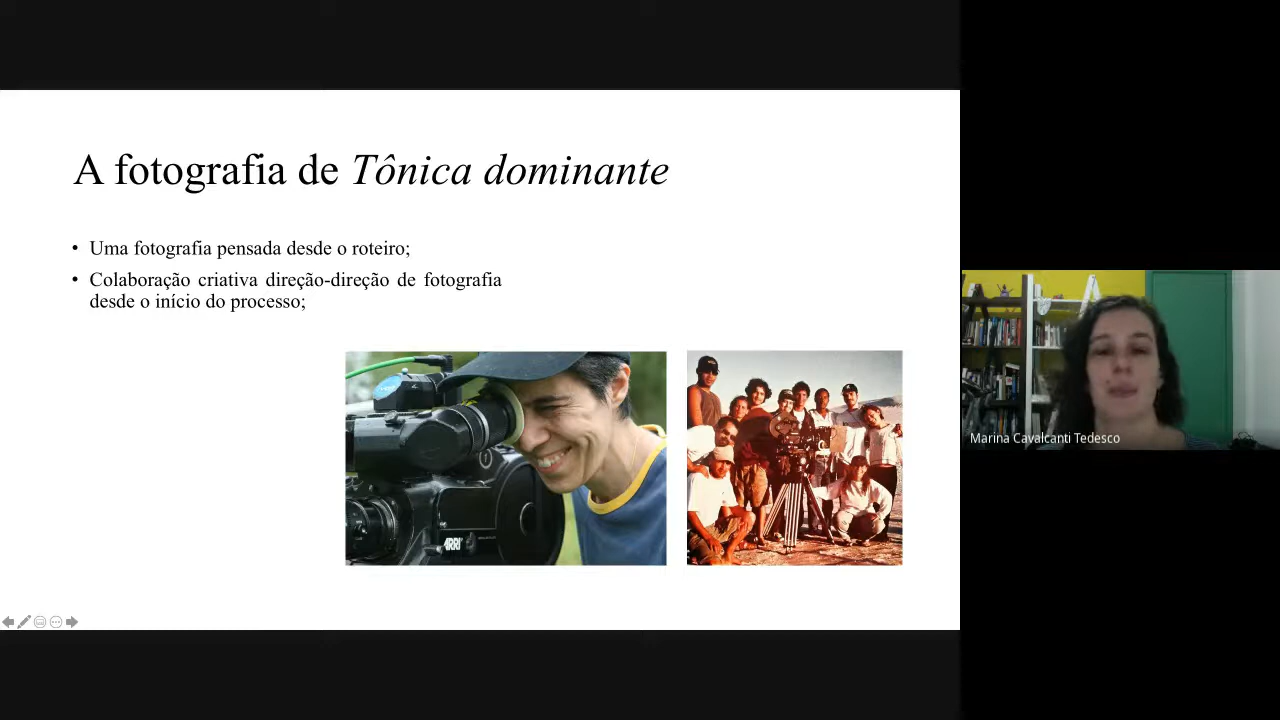 A fotografia de Tônica dominante
• Uma fotografia pensada desde o roteiro;
• Colaboração criativa direção-direção de fotografia
desde o início do processo;
ARRI
Marina Cavalcanti Tedesco